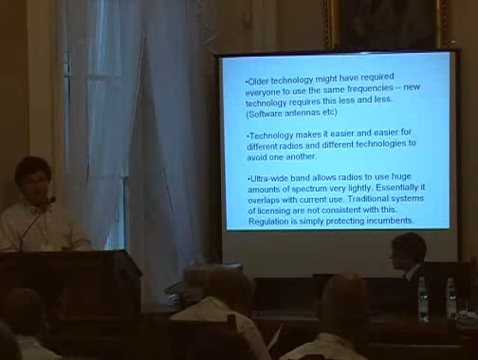 •Older technology might have required
everyone to use the same frequencies – new
technology requires this less and less.
(Software antennas etc)
•Technology makes it easier and easier for
different radios and different technologies to
avoid one another.
•Ultra-wide band allows radios to use huge
amounts of spectrum very lightly. Essentially it
overlaps with current use. Traditional systems
of licensing are not consistent with this.
Regulation is simply protecting incumbents.